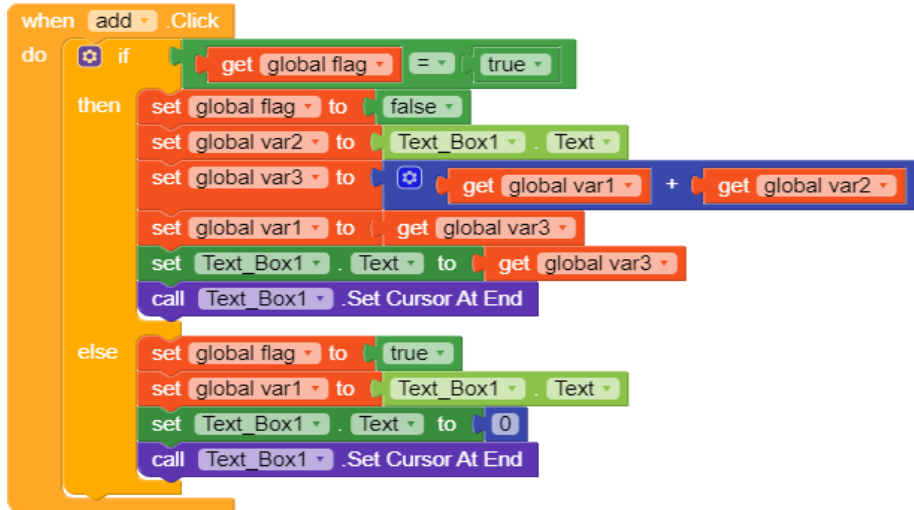 when add .Click
do if get global flag = true
then set global flag to false
set global var2 to Text_Box1 . Text
set global var3 to get global var1 + get global var2
set global var1 to get global var3
set Text_Box1 . Text to get global var3
call Text_Box1 .Set Cursor At End
else set global flag to true
set global var1 to Text_Box1 . Text
set Text_Box1 . Text to 0
call Text_Box1 .Set Cursor At End